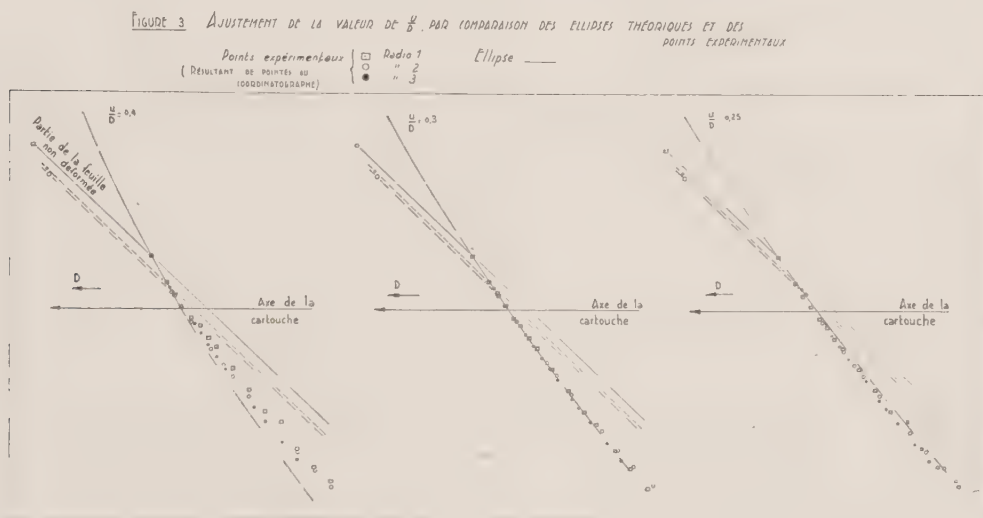 FIGURE 3 AJUSTEMENT DE LA VALEUR DE u/D, PAR COMPARAISON DES ELLIPSES THÉORIQUES ET DES
POINTS EXPÉRIMENTAUX
Points expérimentaux □ Radio 1 Ellipse
(RÉSULTANT DE POINTÉS AU ○ " 2
COORDINATOGRAPHE) ● " 3
u/D = 0,4
Partie de la feuille
non déformée
D
Axe de la
cartouche
u/D = 0,3
D
Axe de la
cartouche
u/D 0,25
D
Axe de la
cartouche